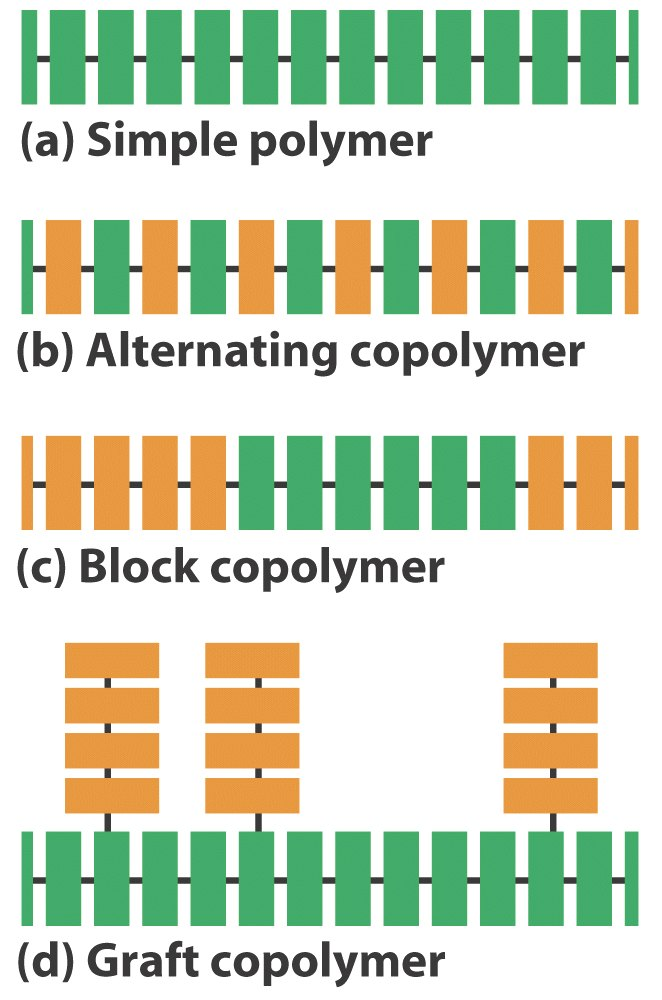 (a) Simple polymer
(b) Alternating copolymer
(c) Block copolymer
(d) Graft copolymer